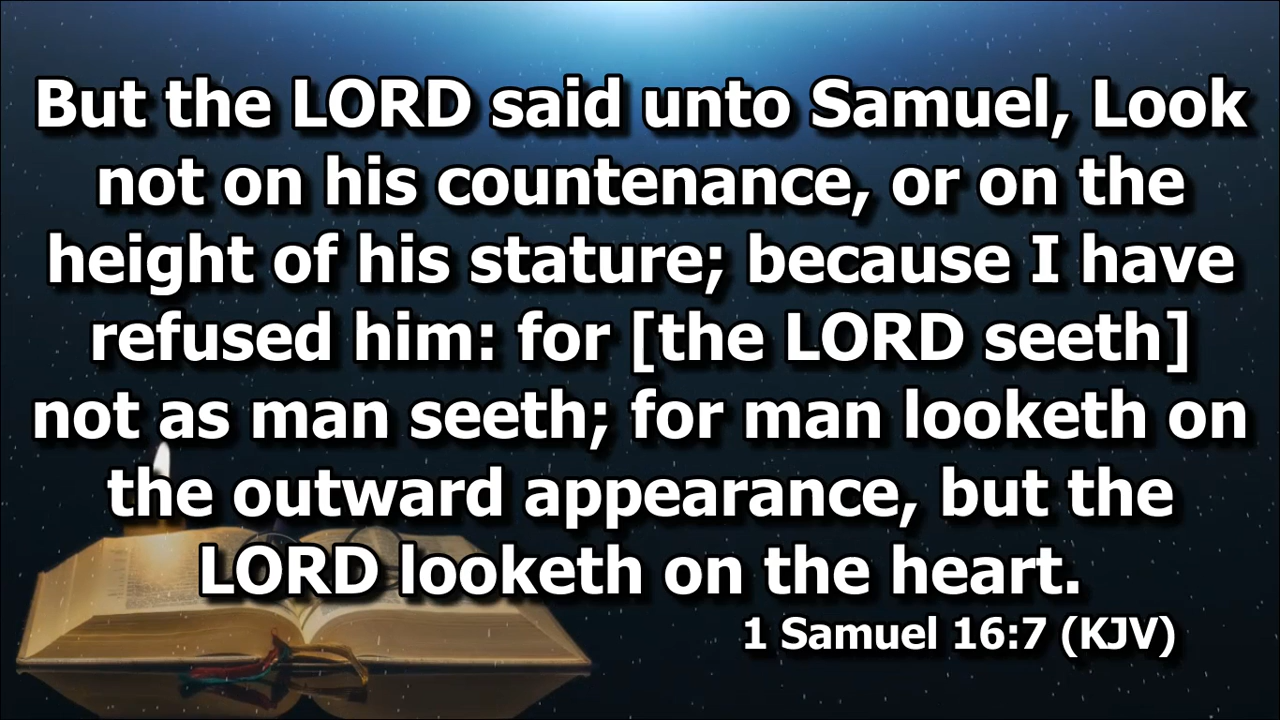 But the LORD said unto Samuel, Look
not on his countenance, or on the
height of his stature; because I have
refused him: for [the LORD seeth]
not as man seeth; for man looketh on
the outward appearance, but the
LORD looketh on the heart.
1 Samuel 16:7 (KJV)